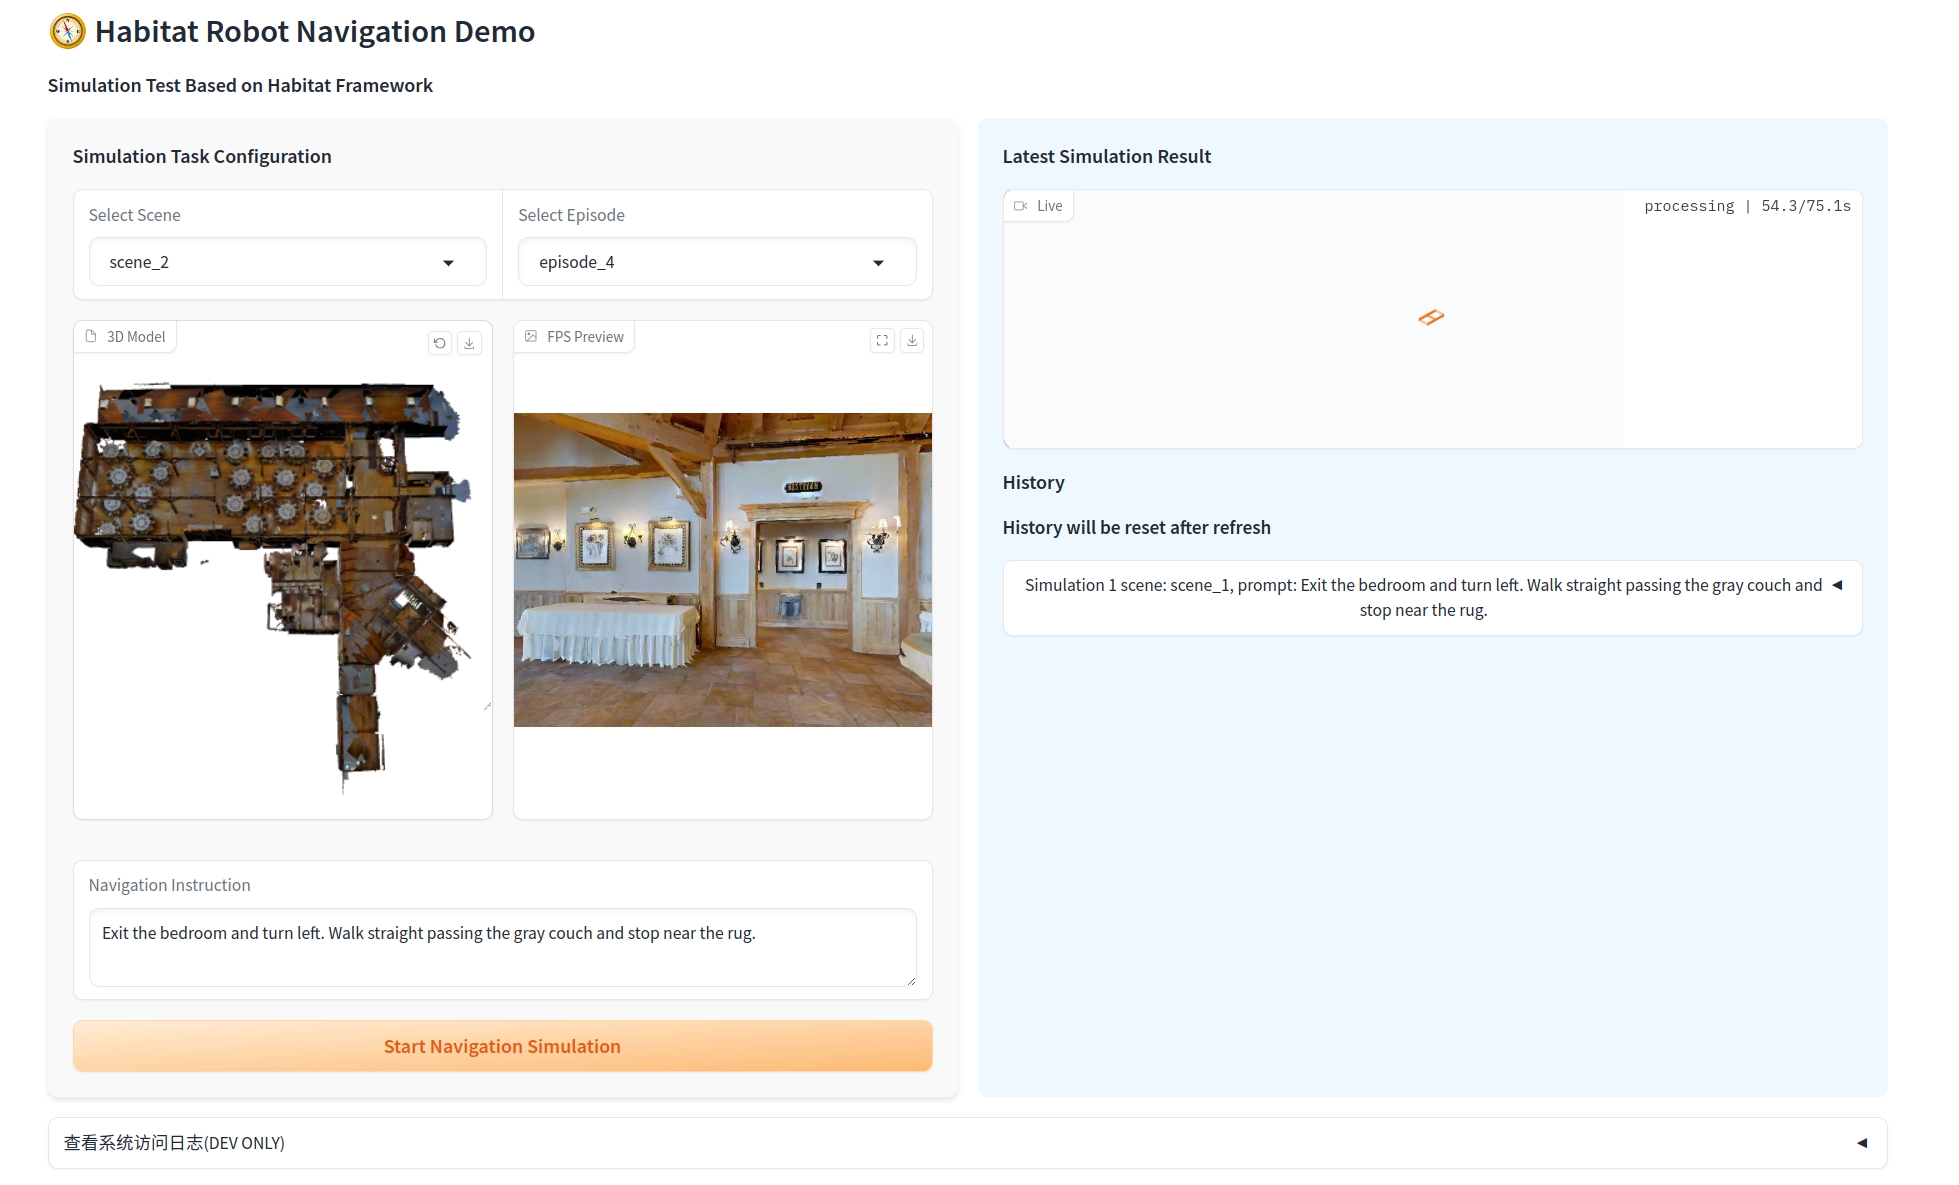 Habitat Robot Navigation Demo
Simulation Test Based on Habitat Framework
Simulation Task Configuration
Select Scene
scene_2
Select Episode
episode_4
3D Model
FPS Preview
RESTROOM
Navigation Instruction
Exit the bedroom and turn left. Walk straight passing the gray couch and stop near the rug.
Start Navigation Simulation
Latest Simulation Result
Live
processing | 54.3/75.1s
History
History will be reset after refresh
Simulation 1 scene: scene_1, prompt: Exit the bedroom and turn left. Walk straight passing the gray couch and
stop near the rug.
查看系统访问日志(DEV ONLY)